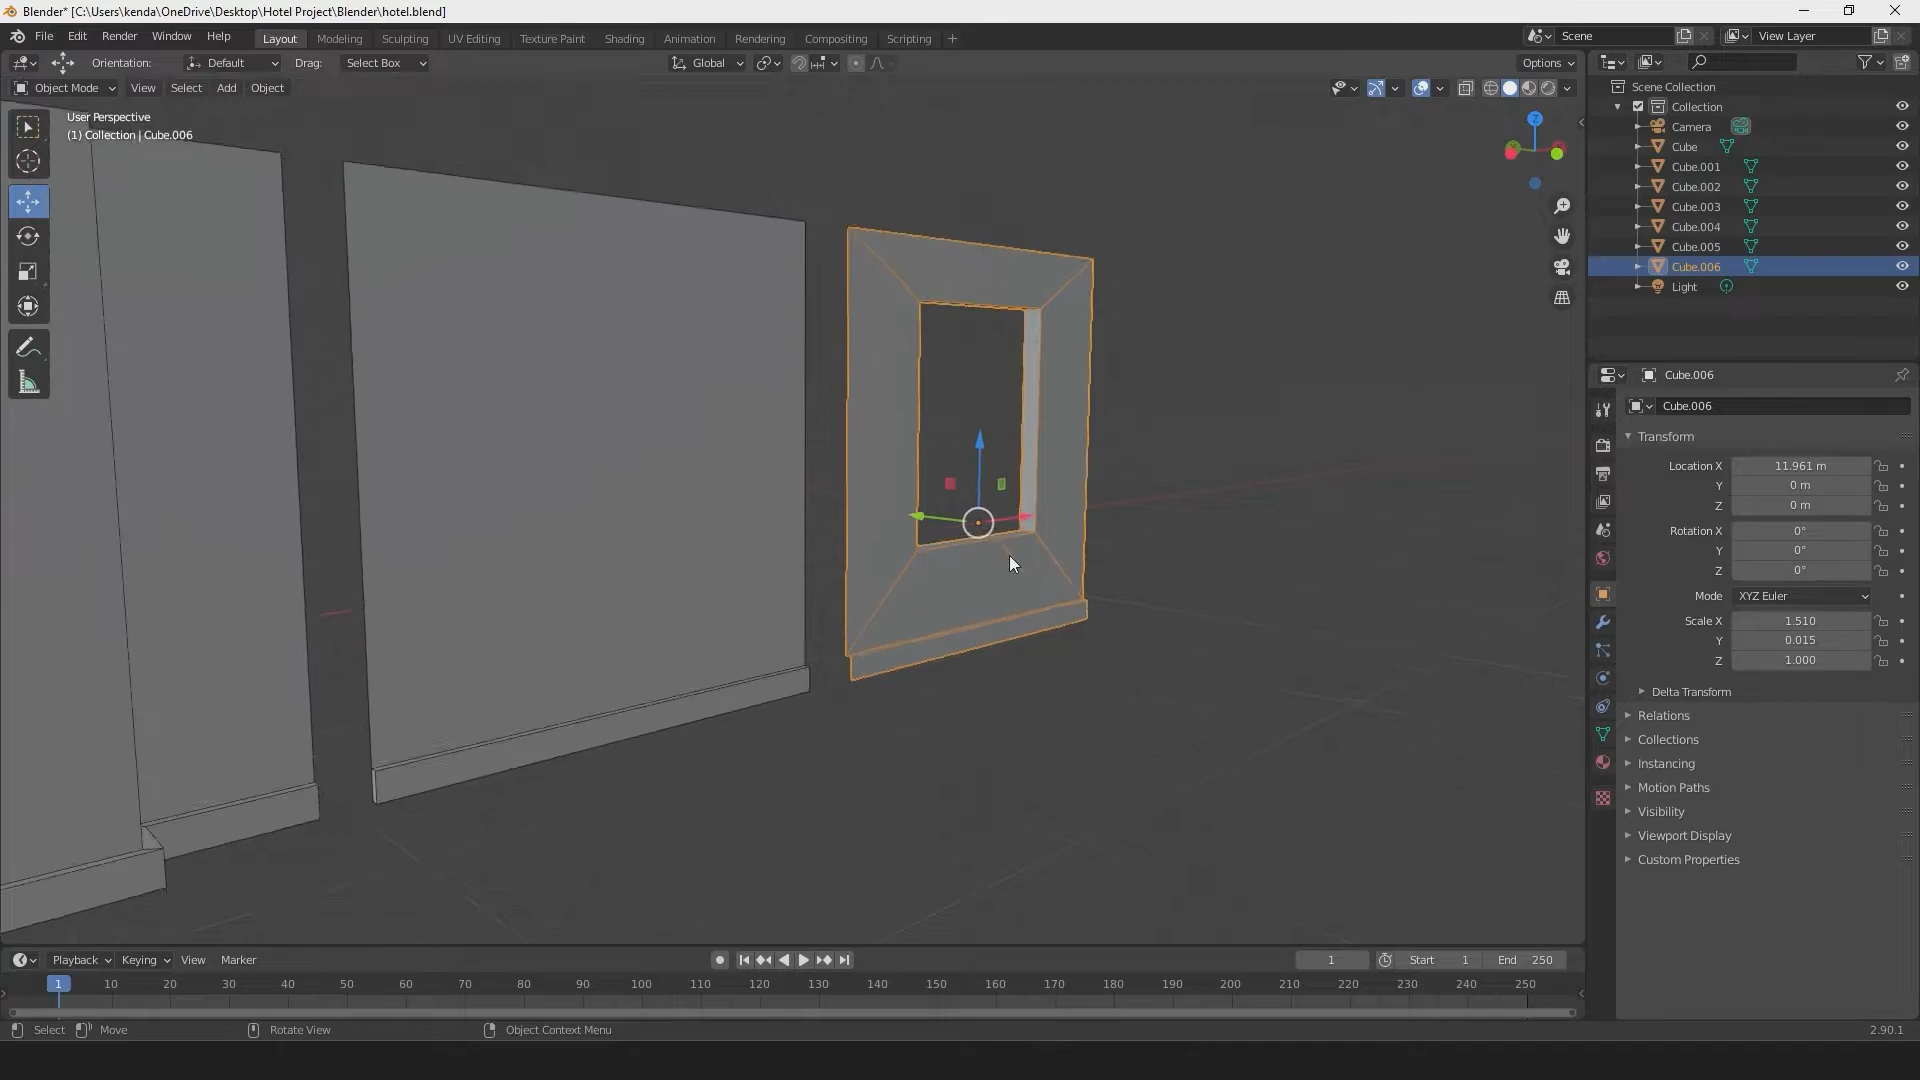 Blender* [C:\Users\kenda\OneDrive\Desktop\Hotel Project\Blender\hotel.blend]
File Edit Render Window Help Layout Modeling Sculpting UV Editing Texture Paint Shading Animation Rendering Compositing Scripting Scene View Layer
Orientation: Default Drag: Select Box Global Options
Object Mode View Select Add Object
User Perspective
(1) Collection | Cube.006
Z
Scene Collection
Collection
Camera
Cube
Cube.001
Cube.002
Cube.003
Cube.004
Cube.005
Cube.006
Light
Cube.006
Cube.006
Transform
Location X 11.961 m
Y 0 m
Z 0 m
Rotation X 0°
Y 0°
Z 0°
Mode XYZ Euler
Scale X 1.510
Y 0.015
Z 1.000
Delta Transform
Relations
Collections
Instancing
Motion Paths
Visibility
Viewport Display
Custom Properties
Playback Keying View Marker 1 Start 1 End 250
1 10 20 30 40 50 60 70 80 90 100 110 120 130 140 150 160 170 180 190 200 210 220 230 240 250
Select Move Rotate View Object Context Menu 2.90.1